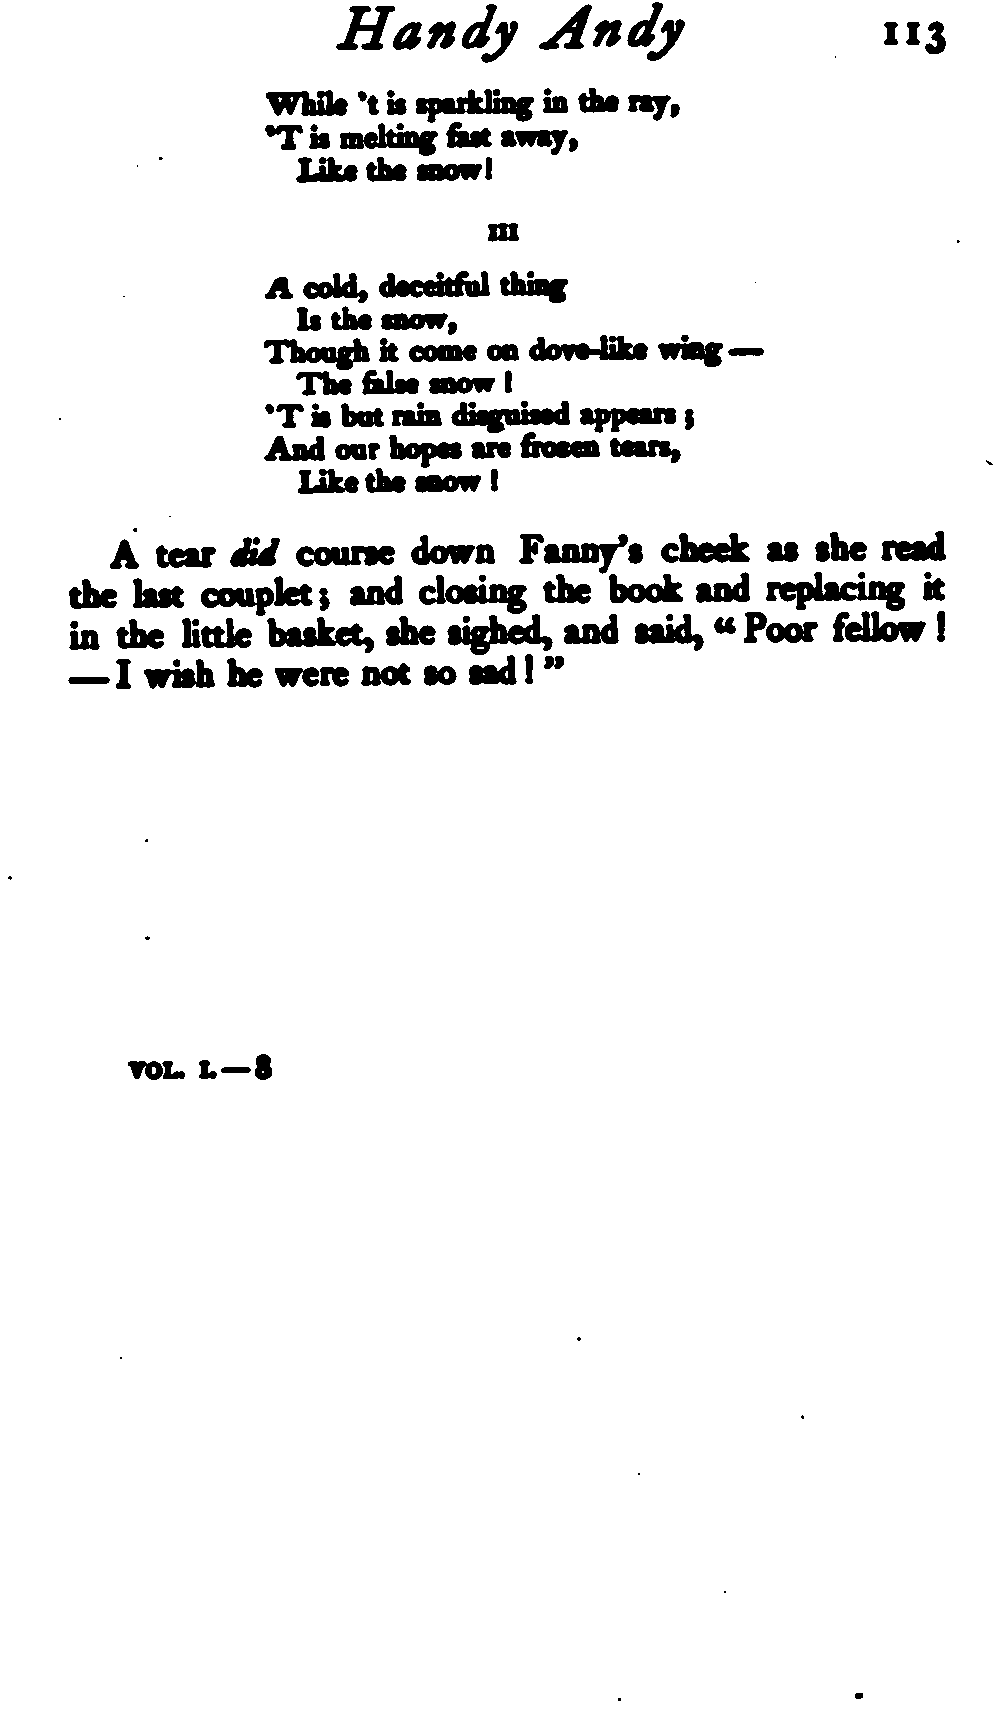 Handy Andy 113
While 't is sparkling in the ray,
'T is melting fast away,
Like the snow!
III
A cold, deceitful thing
Is the snow,
Though it come on dove-like wing—
The false snow!
'T is but rain disguised appears;
And our hopes are frozen tears,
Like the snow!
A tear did course down Fanny's cheek as she read
the last couplet; and closing the book and replacing it
in the little basket, she sighed, and said, “Poor fellow!
—I wish he were not so sad!”
VOL. I.—8